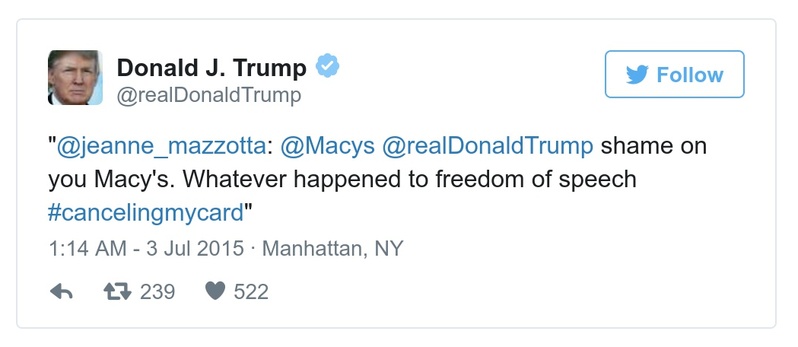 Donald J. Trump
@realDonaldTrump
Follow
"@jeanne_mazzotta: @Macys @realDonaldTrump shame on
you Macy's. Whatever happened to freedom of speech
#cancelingmycard"
1:14 AM - 3 Jul 2015 · Manhattan, NY
239 522